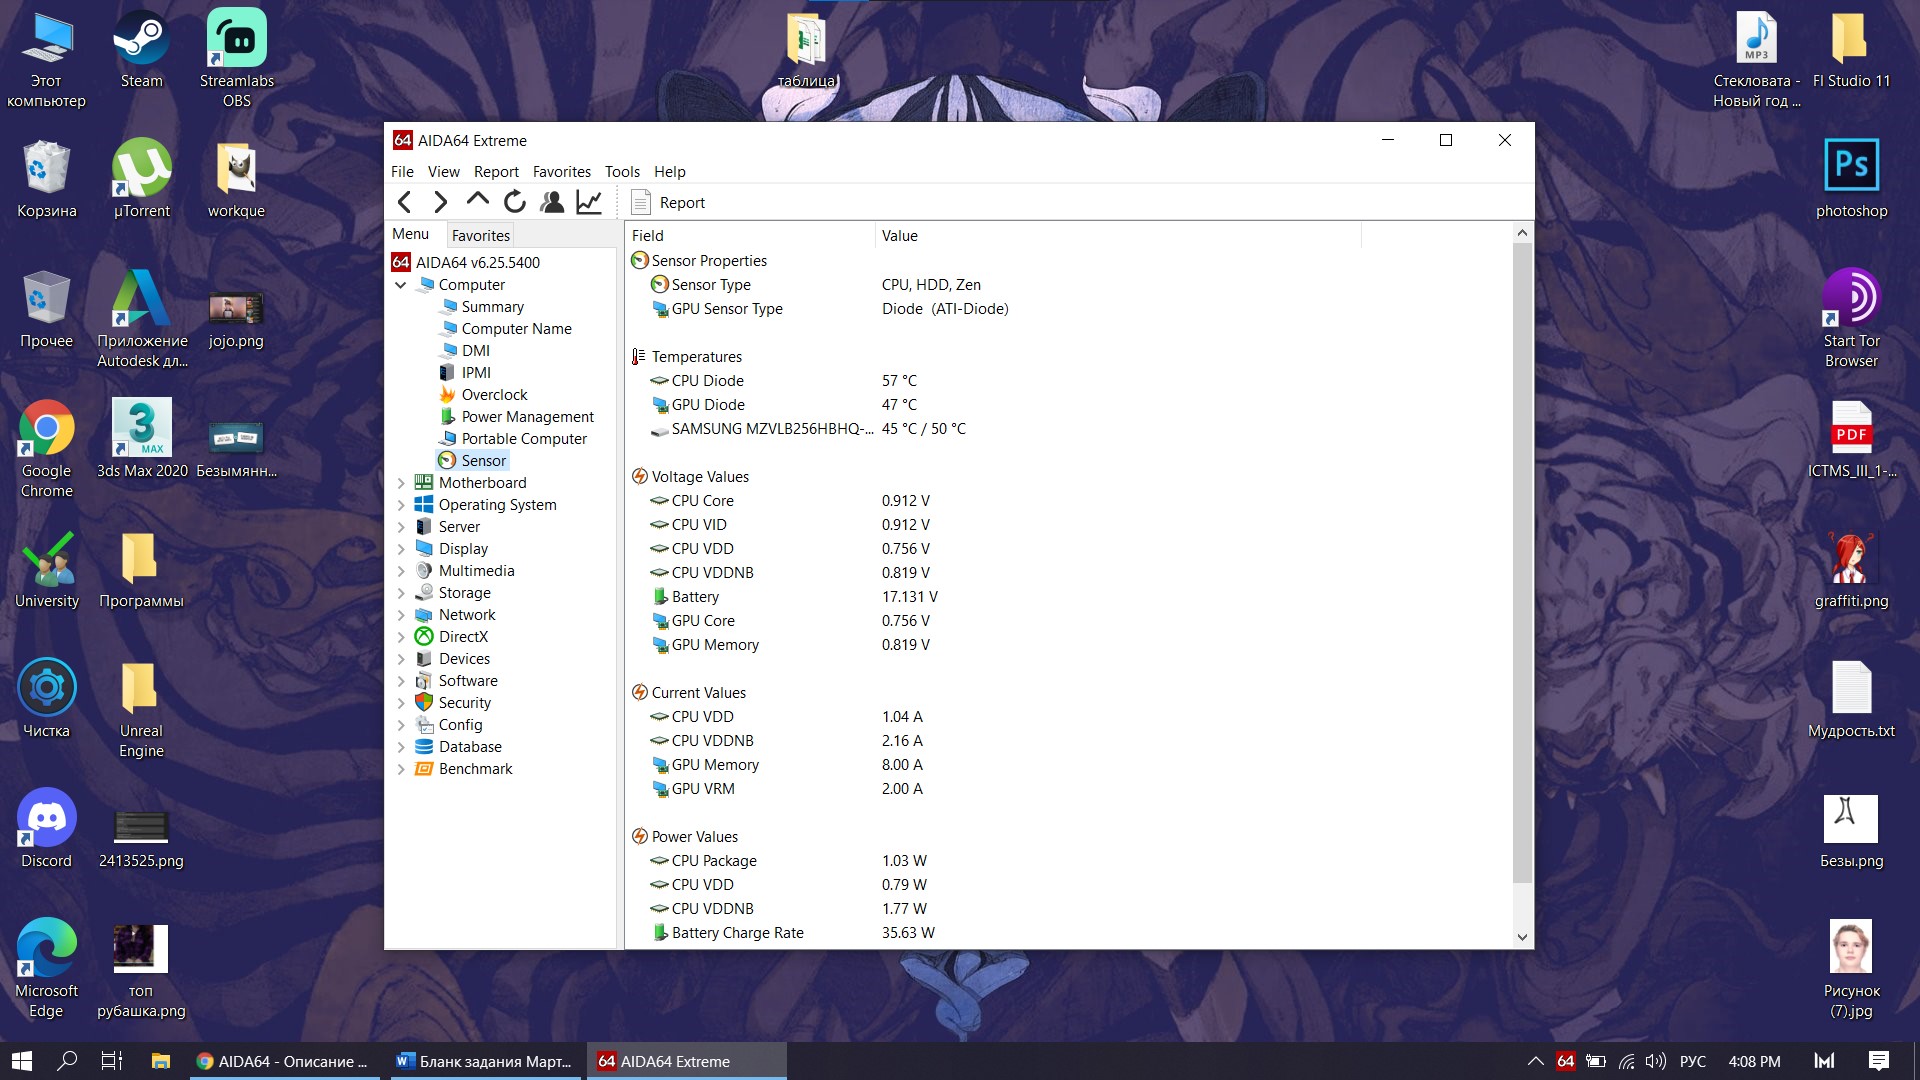 Этот
компьютер
Steam
Streamlabs
OBS
таблица
MP3
Стекловата -
Новый год ...
Fl Studio 11
Корзина
µTorrent
workque
Ps
photoshop
Прочее
Приложение
Autodesk дл...
jojo.png
Start Tor
Browser
Google
Chrome
3
MAX
3ds Max 2020
Безымянн...
PDF
ICTMS_III_1-...
University
Программы
graffiti.png
Чистка
Unreal
Engine
Мудрость.txt
Discord
2413525.png
Безы.png
Microsoft
Edge
топ
рубашка.png
Рисунок
(7).jpg
64 AIDA64 Extreme
File View Report Favorites Tools Help
Report
Menu Favorites
64 AIDA64 v6.25.5400
Computer
Summary
Computer Name
DMI
IPMI
Overclock
Power Management
Portable Computer
Sensor
Motherboard
Operating System
Server
Display
Multimedia
Storage
Network
DirectX
Devices
Software
Security
Config
Database
Benchmark
Field Value
Sensor Properties
Sensor Type CPU, HDD, Zen
GPU Sensor Type Diode (ATI-Diode)
Temperatures
CPU Diode 57 °C
GPU Diode 47 °C
SAMSUNG MZVLB256HBHQ-... 45 °C / 50 °C
Voltage Values
CPU Core 0.912 V
CPU VID 0.912 V
CPU VDD 0.756 V
CPU VDDNB 0.819 V
Battery 17.131 V
GPU Core 0.756 V
GPU Memory 0.819 V
Current Values
CPU VDD 1.04 A
CPU VDDNB 2.16 A
GPU Memory 8.00 A
GPU VRM 2.00 A
Power Values
CPU Package 1.03 W
CPU VDD 0.79 W
CPU VDDNB 1.77 W
Battery Charge Rate 35.63 W
AIDA64 - Описание ...
W Бланк задания Март...
64 AIDA64 Extreme
64 РУС 4:08 PM